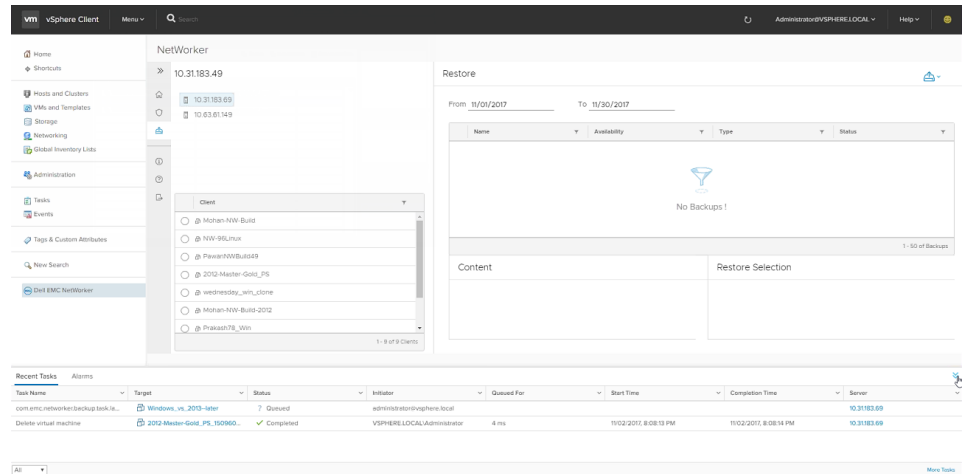 vm vSphere Client Menu Search Administrator@VSPHERE.LOCAL Help
Home
Shortcuts
Hosts and Clusters
VMs and Templates
Storage
Networking
Global Inventory Lists
Administration
Tasks
Events
Tags & Custom Attributes
New Search
Dell EMC NetWorker
NetWorker
10.31.183.49
10.31.183.69
10.63.61.149
Client
Mohan-NW-Build
NW-96Linux
PawanNWBuild49
2012-Master-Gold_PS
wednesday_win_clone
Mohan-NW-Build-2012
Prakash78_Win
1 - 9 of 9 Clients
Restore
From 11/01/2017 To 11/30/2017
Name Availability Type Status
No Backups !
1 - 50 of Backups
Content
Restore Selection
Recent Tasks Alarms
Task Name Target Status Initiator Queued For Start Time Completion Time Server
com.emc.networker.backup.task.le... Windows_vs_2013-later ? Queued administrator@vsphere.local 10.31.183.69
Delete virtual machine 2012-Master-Gold_PS_150960... Completed VSPHERE.LOCAL\Administrator 4 ms 11/02/2017, 8:08:13 PM 11/02/2017, 8:08:14 PM 10.31.183.69
All More Tasks